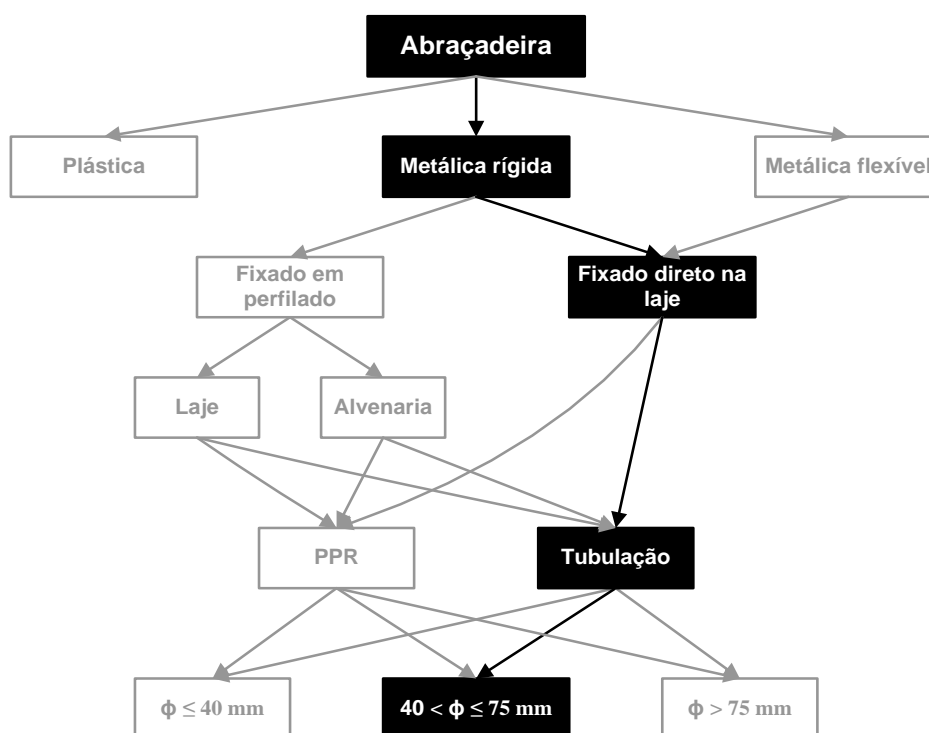 Abraçadeira
Plástica
Metálica rígida
Metálica flexível
Fixado em
perfilado
Fixado direto na
laje
Laje
Alvenaria
PPR
Tubulação
ϕ ≤ 40 mm
40 < ϕ ≤ 75 mm
ϕ > 75 mm